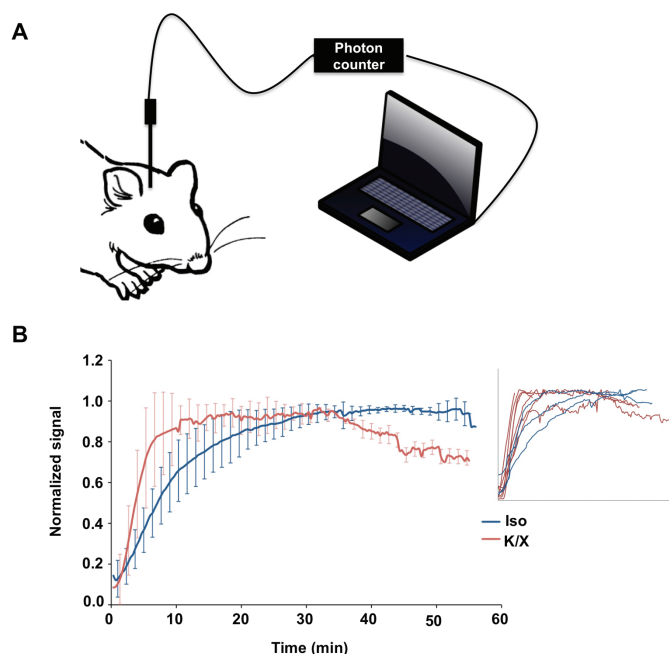 A
Photon
counter
B
Normalized signal
1.2
1.0
0.8
0.6
0.4
0.2
0.0
0 10 20 30 40 50 60
Time (min)
Iso
K/X